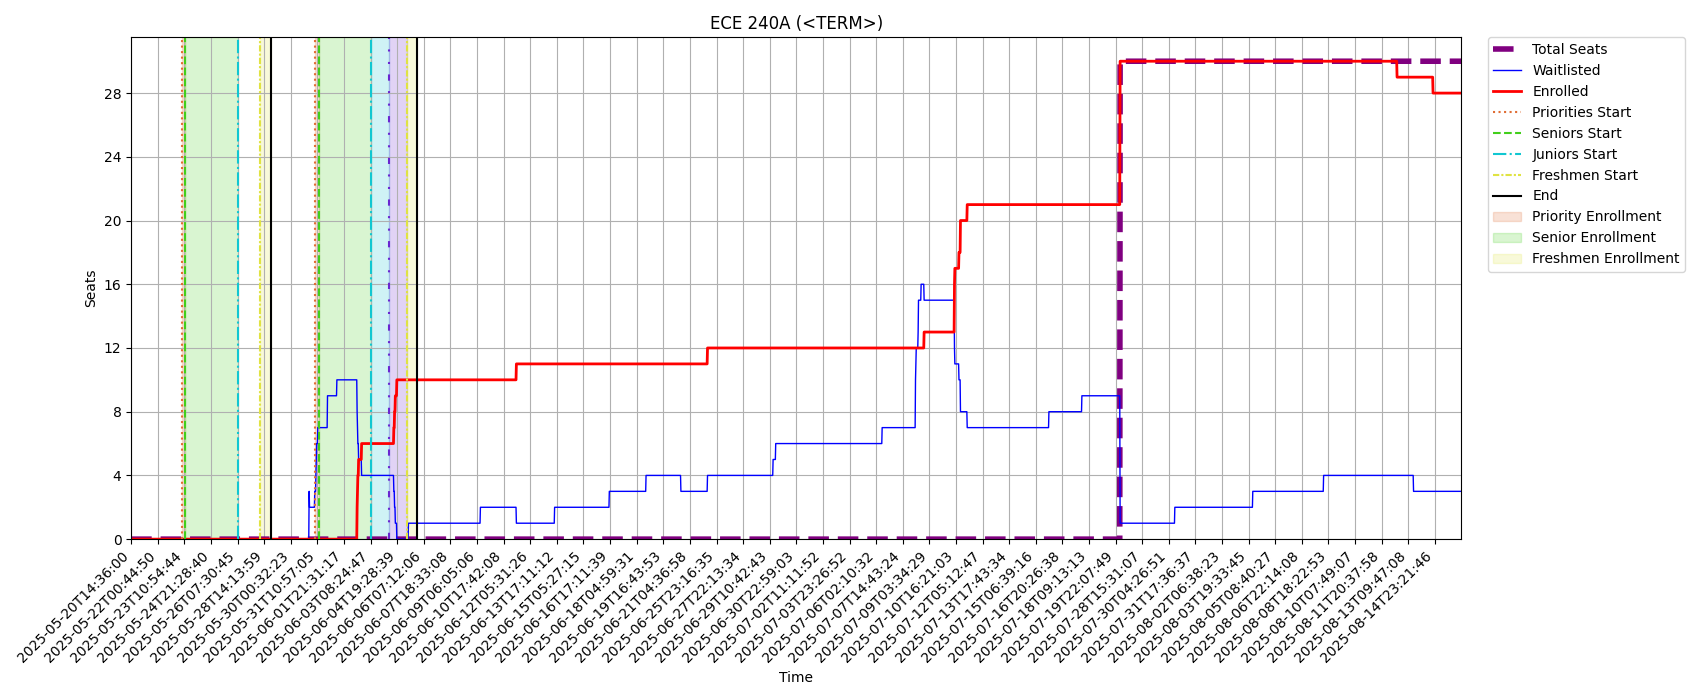 ECE 240A (<TERM>)
Total Seats
Waitlisted
Enrolled
Priorities Start
Seniors Start
Juniors Start
Freshmen Start
End
Priority Enrollment
Senior Enrollment
Freshmen Enrollment
Seats
28
24
20
16
12
8
4
0
2025-05-20T14:36:00
2025-05-22T00:44:50
2025-05-23T10:54:44
2025-05-24T21:28:40
2025-05-26T07:30:45
2025-05-28T14:13:59
2025-05-30T00:32:23
2025-05-31T10:57:05
2025-06-01T21:31:17
2025-06-03T08:24:47
2025-06-04T19:28:39
2025-06-06T07:12:06
2025-06-07T18:33:08
2025-06-09T06:05:06
2025-06-10T17:42:08
2025-06-12T05:31:26
2025-06-13T17:11:12
2025-06-15T05:27:15
2025-06-16T17:11:39
2025-06-18T04:59:31
2025-06-19T16:43:53
2025-06-21T04:36:58
2025-06-25T23:16:35
2025-06-27T22:13:34
2025-06-29T10:42:43
2025-06-30T22:59:03
2025-07-02T11:11:52
2025-07-03T23:26:52
2025-07-06T02:10:32
2025-07-07T14:43:24
2025-07-09T03:34:29
2025-07-10T16:21:03
2025-07-12T05:12:47
2025-07-13T17:43:34
2025-07-15T06:39:16
2025-07-16T20:26:38
2025-07-18T09:13:13
2025-07-19T22:07:49
2025-07-28T15:31:07
2025-07-30T04:26:51
2025-07-31T17:36:37
2025-08-02T06:38:23
2025-08-03T19:33:45
2025-08-05T08:40:27
2025-08-06T22:14:08
2025-08-08T18:22:53
2025-08-10T07:49:07
2025-08-11T20:37:58
2025-08-13T09:47:08
2025-08-14T23:21:46
Time